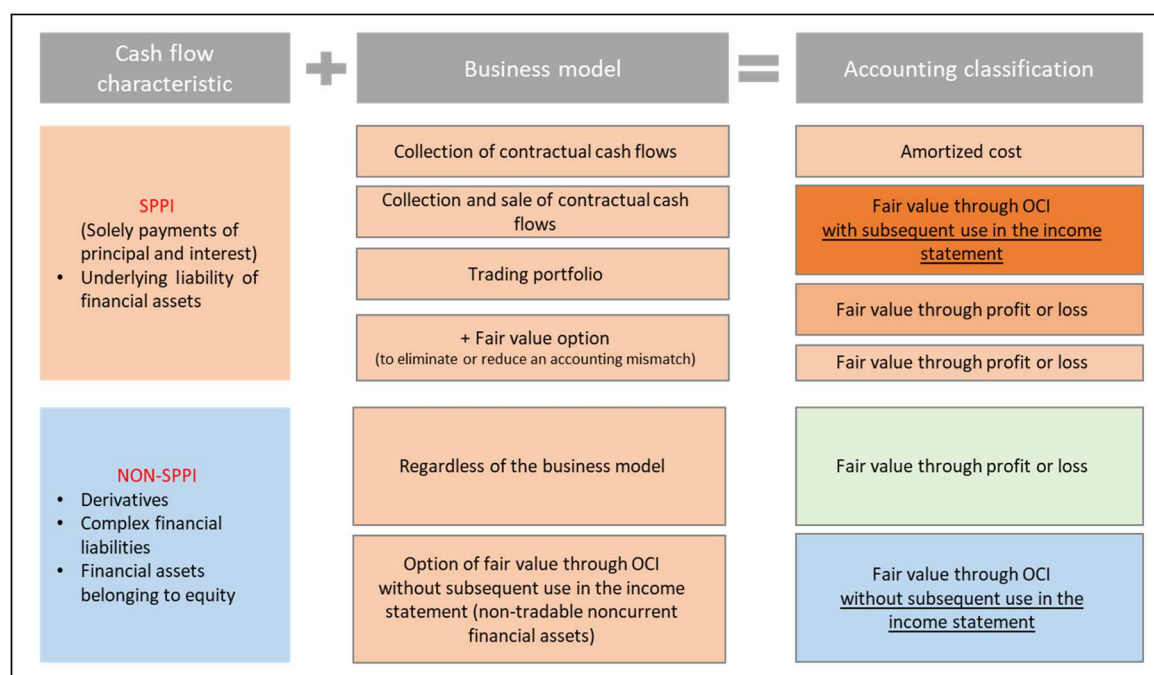 Cash flow
characteristic
Business model
Accounting classification
SPPI
(Solely payments of
principal and interest)
• Underlying liability of
financial assets
Collection of contractual cash flows
Collection and sale of contractual cash
flows
Trading portfolio
+ Fair value option
(to eliminate or reduce an accounting mismatch)
Amortized cost
Fair value through OCI
with subsequent use in the income
statement
Fair value through profit or loss
Fair value through profit or loss
NON-SPPI
• Derivatives
• Complex financial
liabilities
• Financial assets
belonging to equity
Regardless of the business model
Option of fair value through OCI
without subsequent use in the income
statement (non-tradable noncurrent
financial assets)
Fair value through profit or loss
Fair value through OCI
without subsequent use in the
income statement